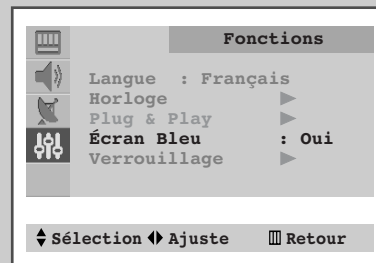 Fonctions
Langue : Français
Horloge
Plug & Play
Écran Bleu : Oui
Verrouillage
Sélection Ajuste Retour